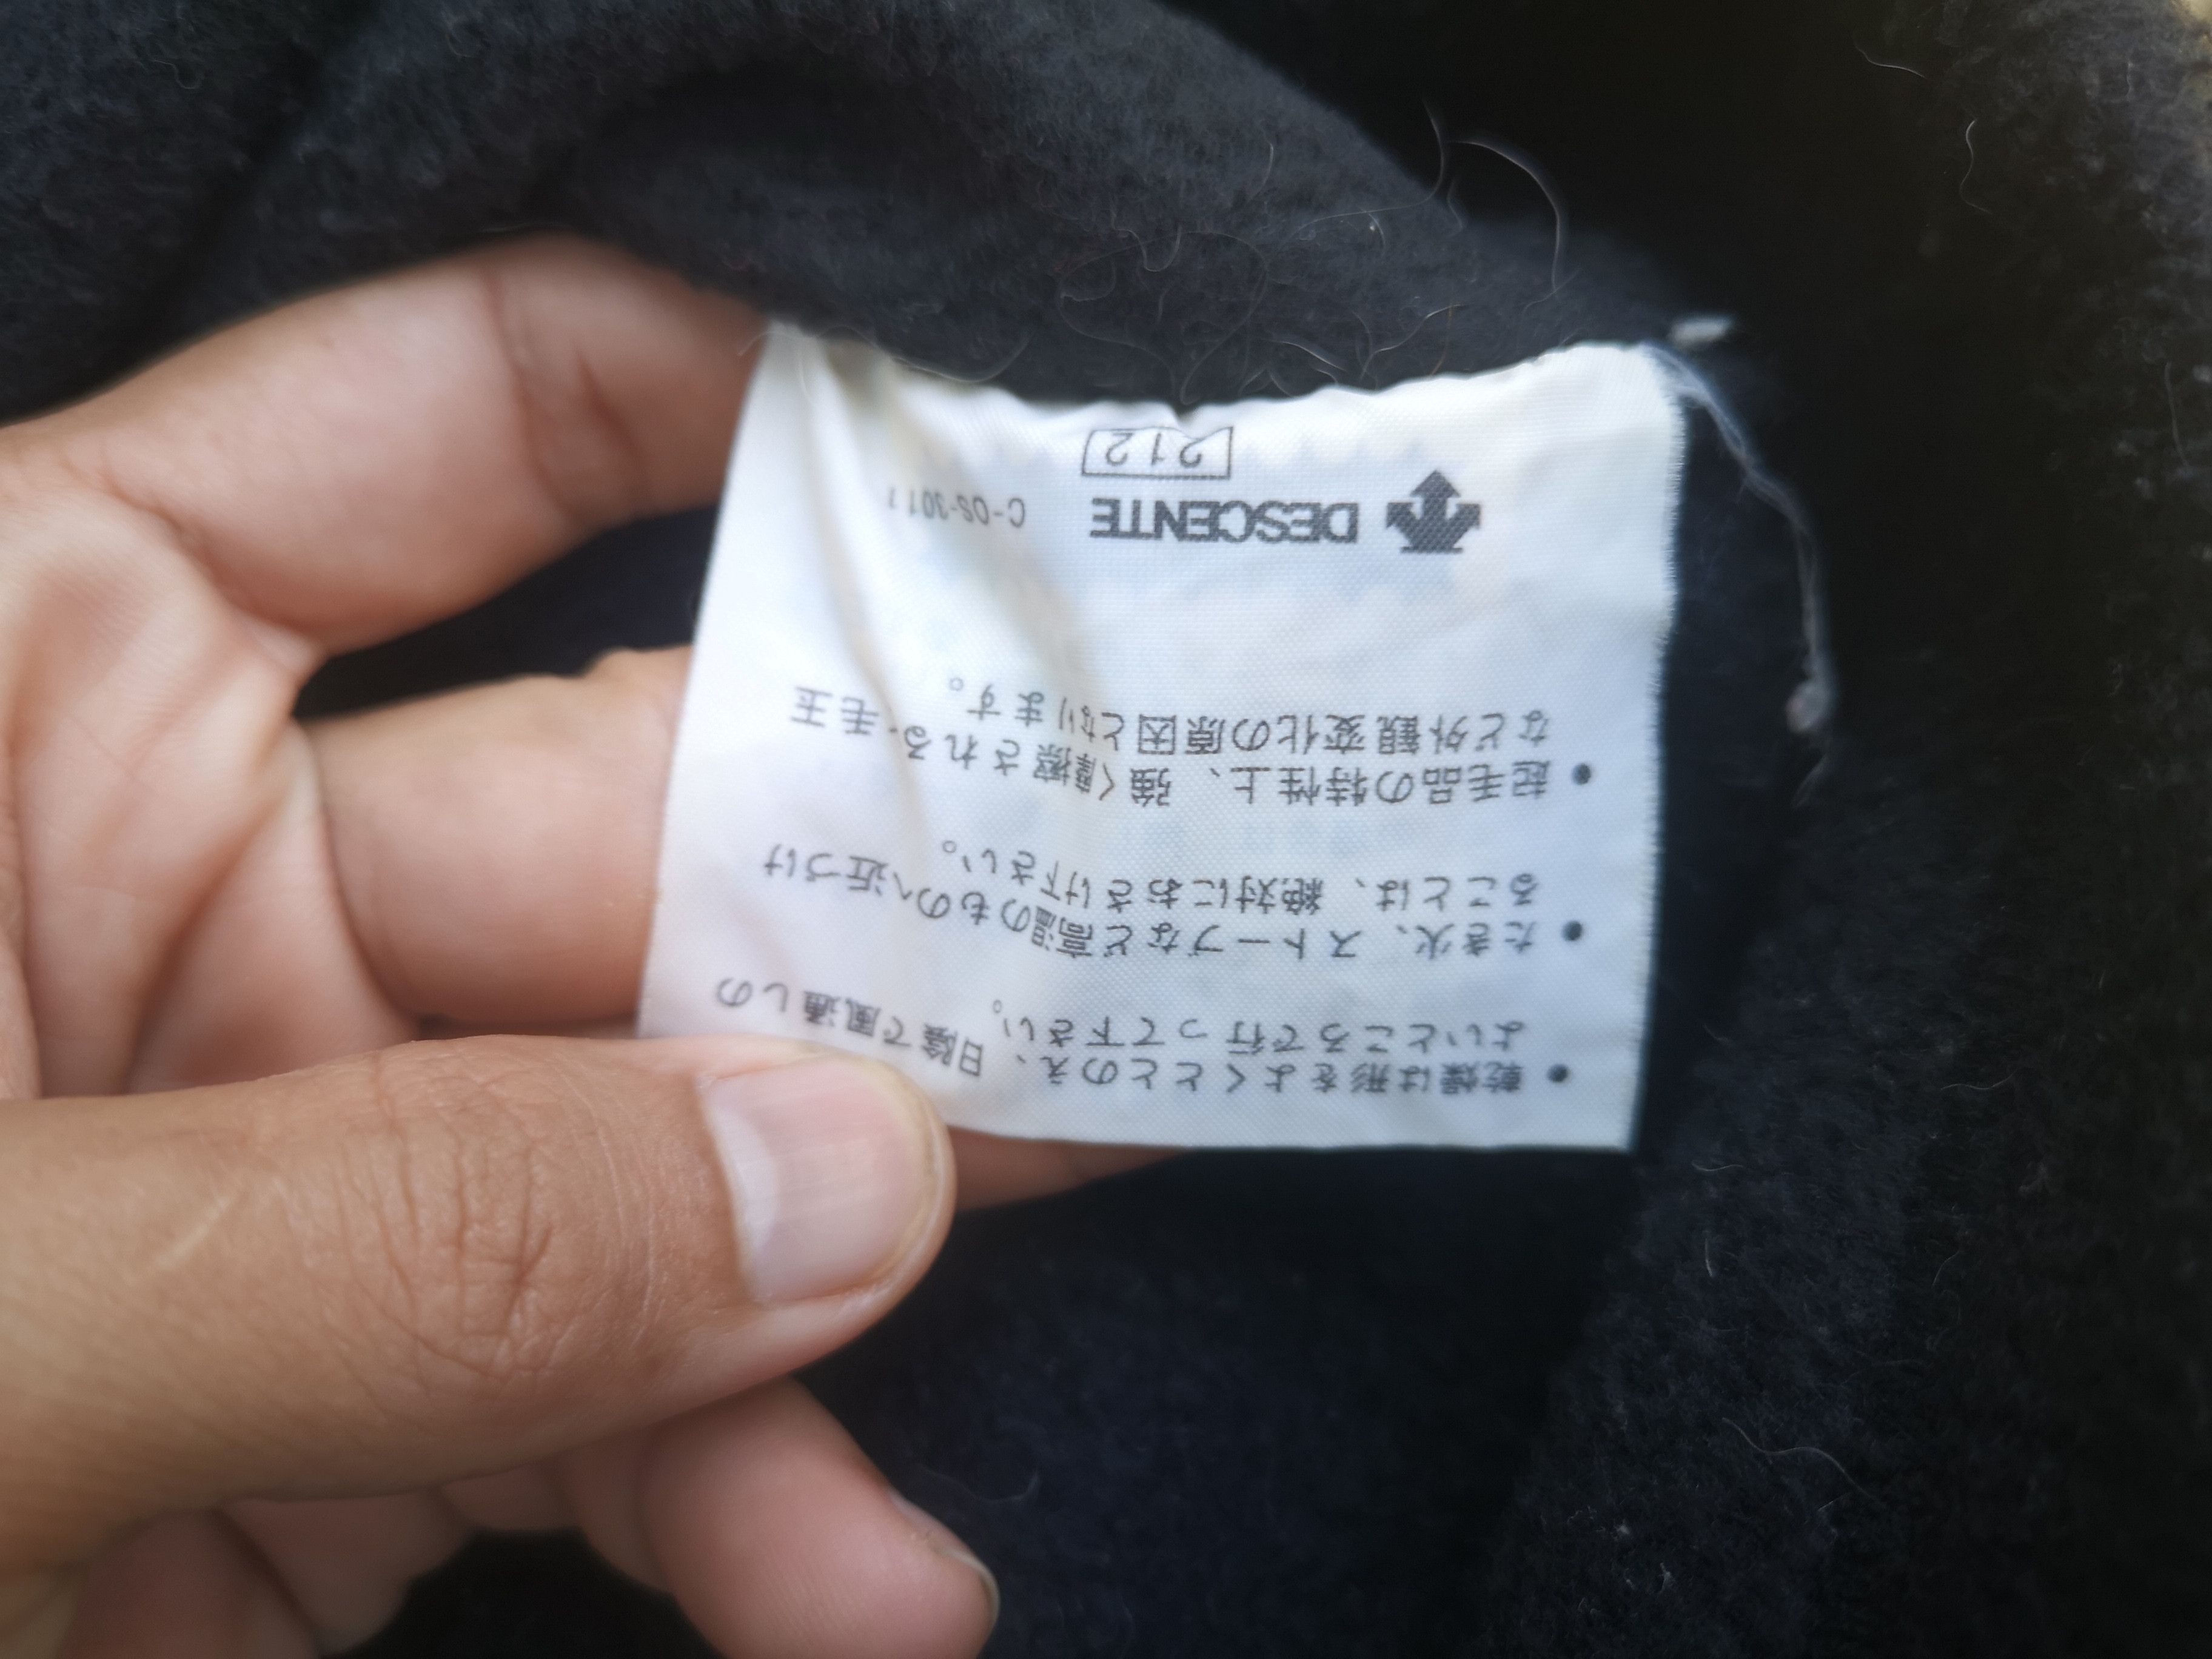 ● 乾燥は形をよくととのえ、日陰で風通しの
よいところで行って下さい。
● たき火、ストーブなど高温のものへ近づけ
ることは、絶対におさけ下さい。
● 起毛品の特性上、強く摩擦されると毛玉
など外観変化の原因となります。
DESCENTE C-OS-3011
212